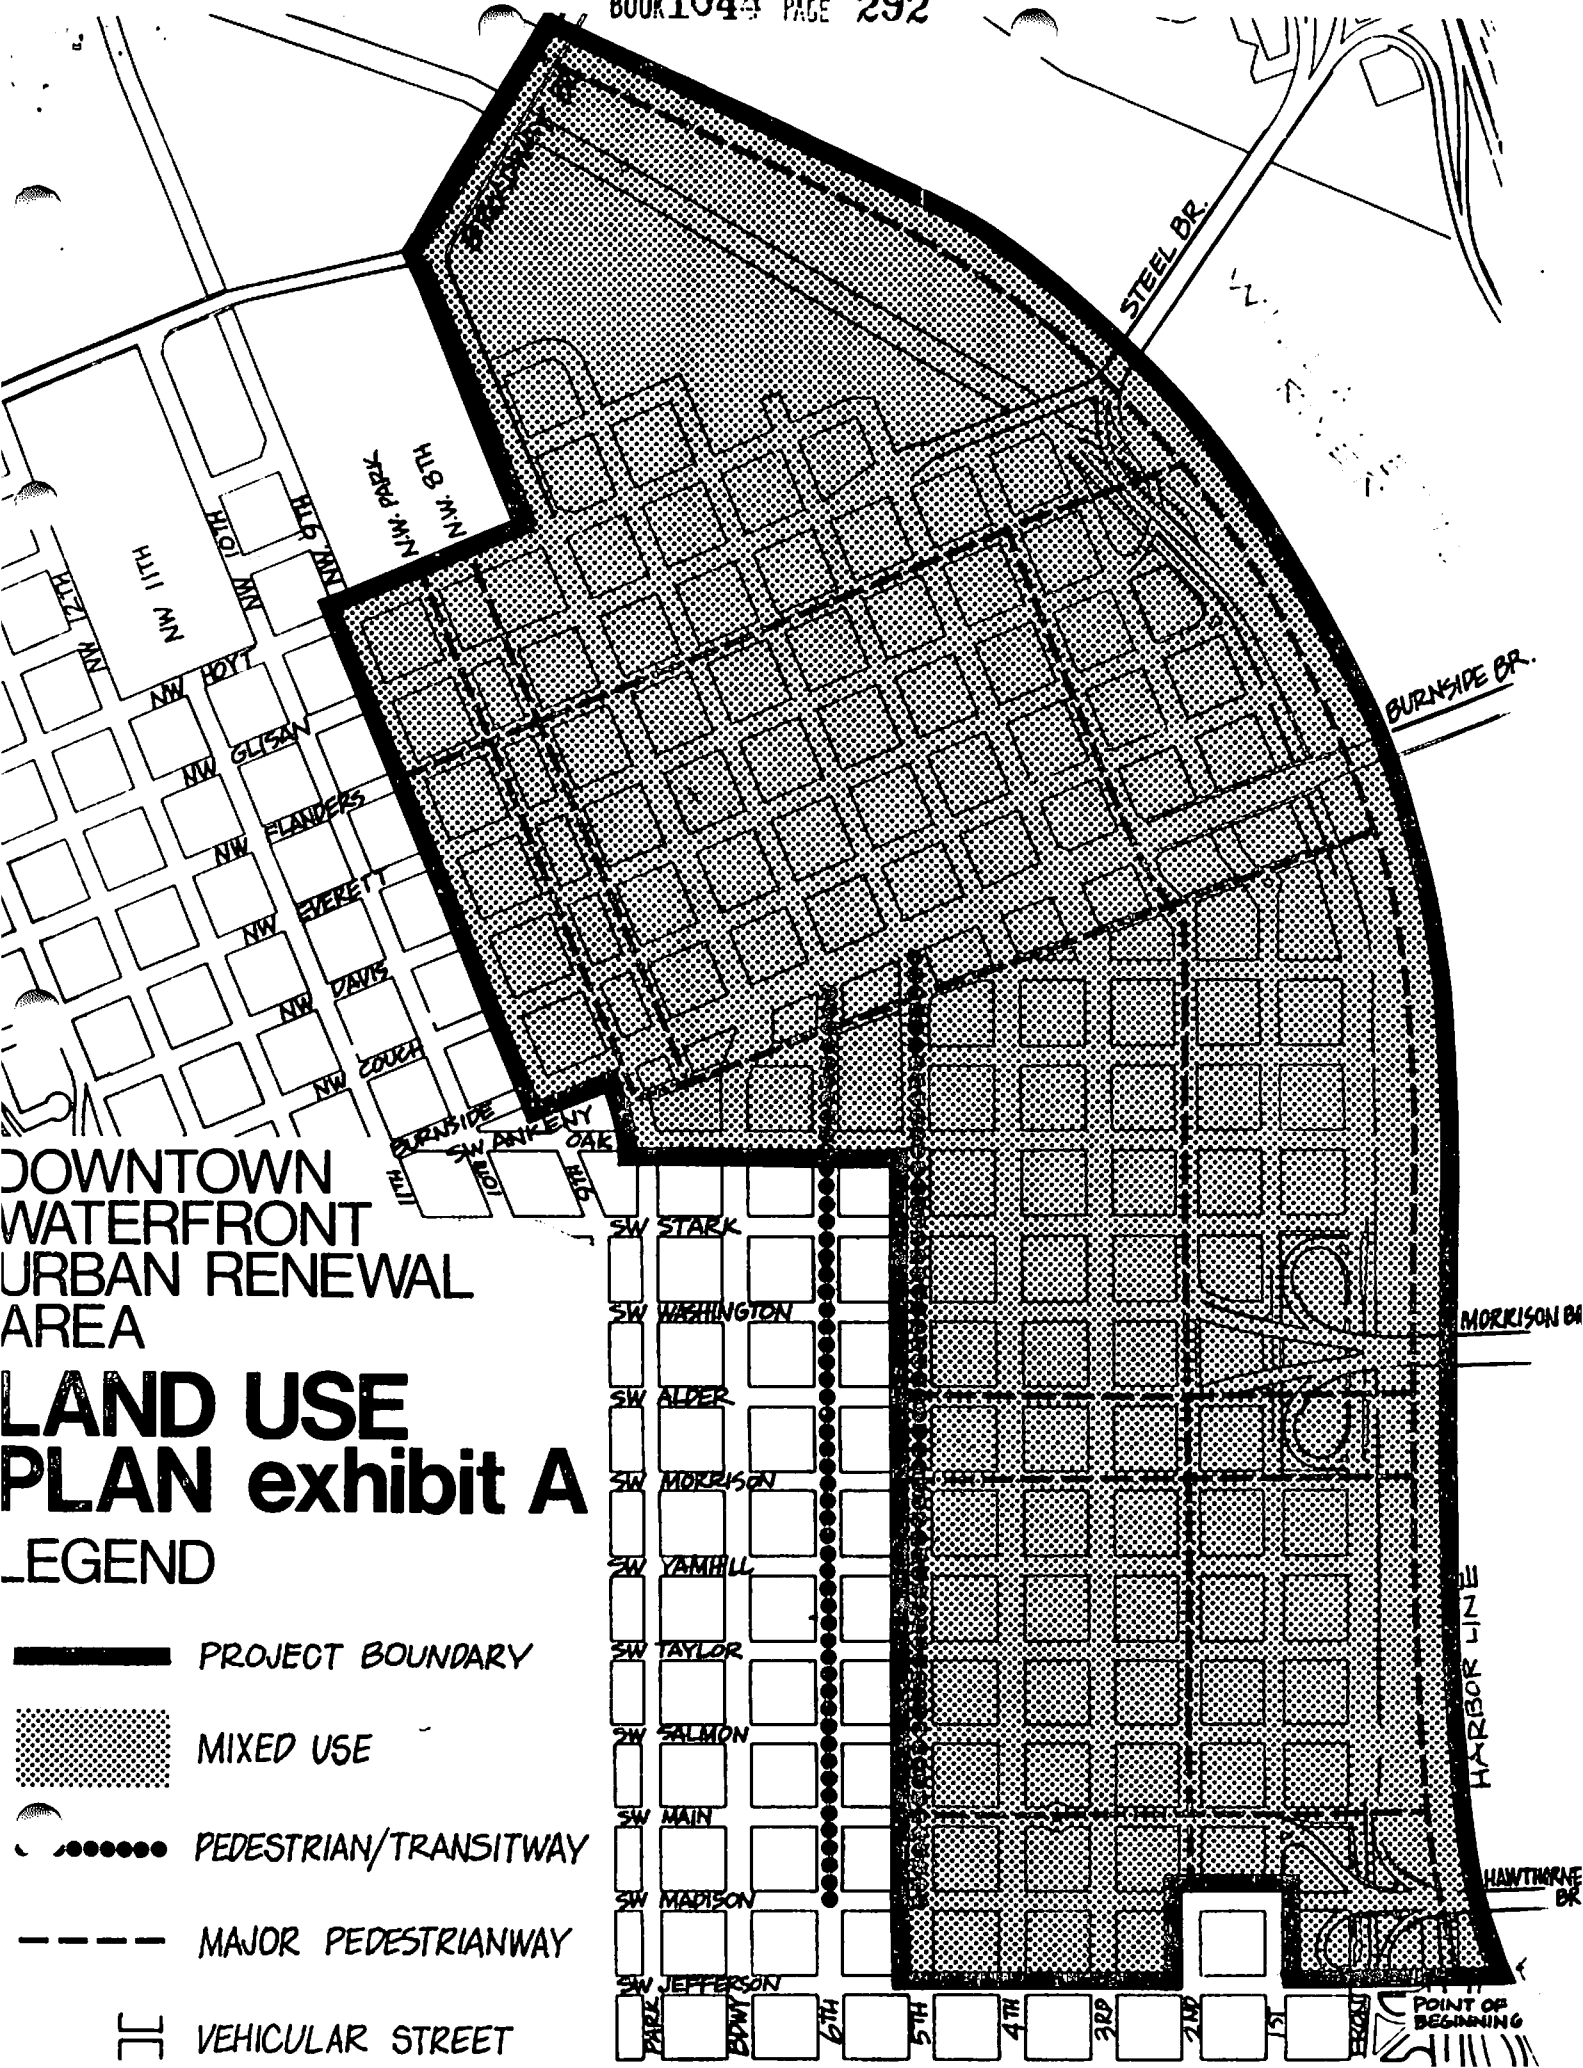 BOOK 1044 PAGE 292
BROADWAY BR.
STEEL BR.
N.W. PARK
N.W. 8TH
NW 9TH
NW 10TH
NW 11TH
NW 12TH
BURNSIDE BR.
NW HOYT
NW GLISAN
NW FLANDERS
NW EVERETT
NW DAVIS
NW COUCH
BURNSIDE
SW ANKENY
OAK
11TH
10TH
9TH
DOWNTOWN
WATERFRONT
URBAN RENEWAL
AREA
LAND USE
PLAN exhibit A
LEGEND
PROJECT BOUNDARY
MIXED USE
PEDESTRIAN/TRANSITWAY
MAJOR PEDESTRIANWAY
VEHICULAR STREET
SW STARK
SW WASHINGTON
SW ALDER
SW MORRISON
SW YAMHILL
SW TAYLOR
SW SALMON
SW MAIN
SW MADISON
SW JEFFERSON
MORRISON BR
HARBOR LINE
HAWTHORNE
BR
PARK
BDWY
6TH
5TH
4TH
3RD
2ND
1ST
FRONT
POINT OF
BEGINNING